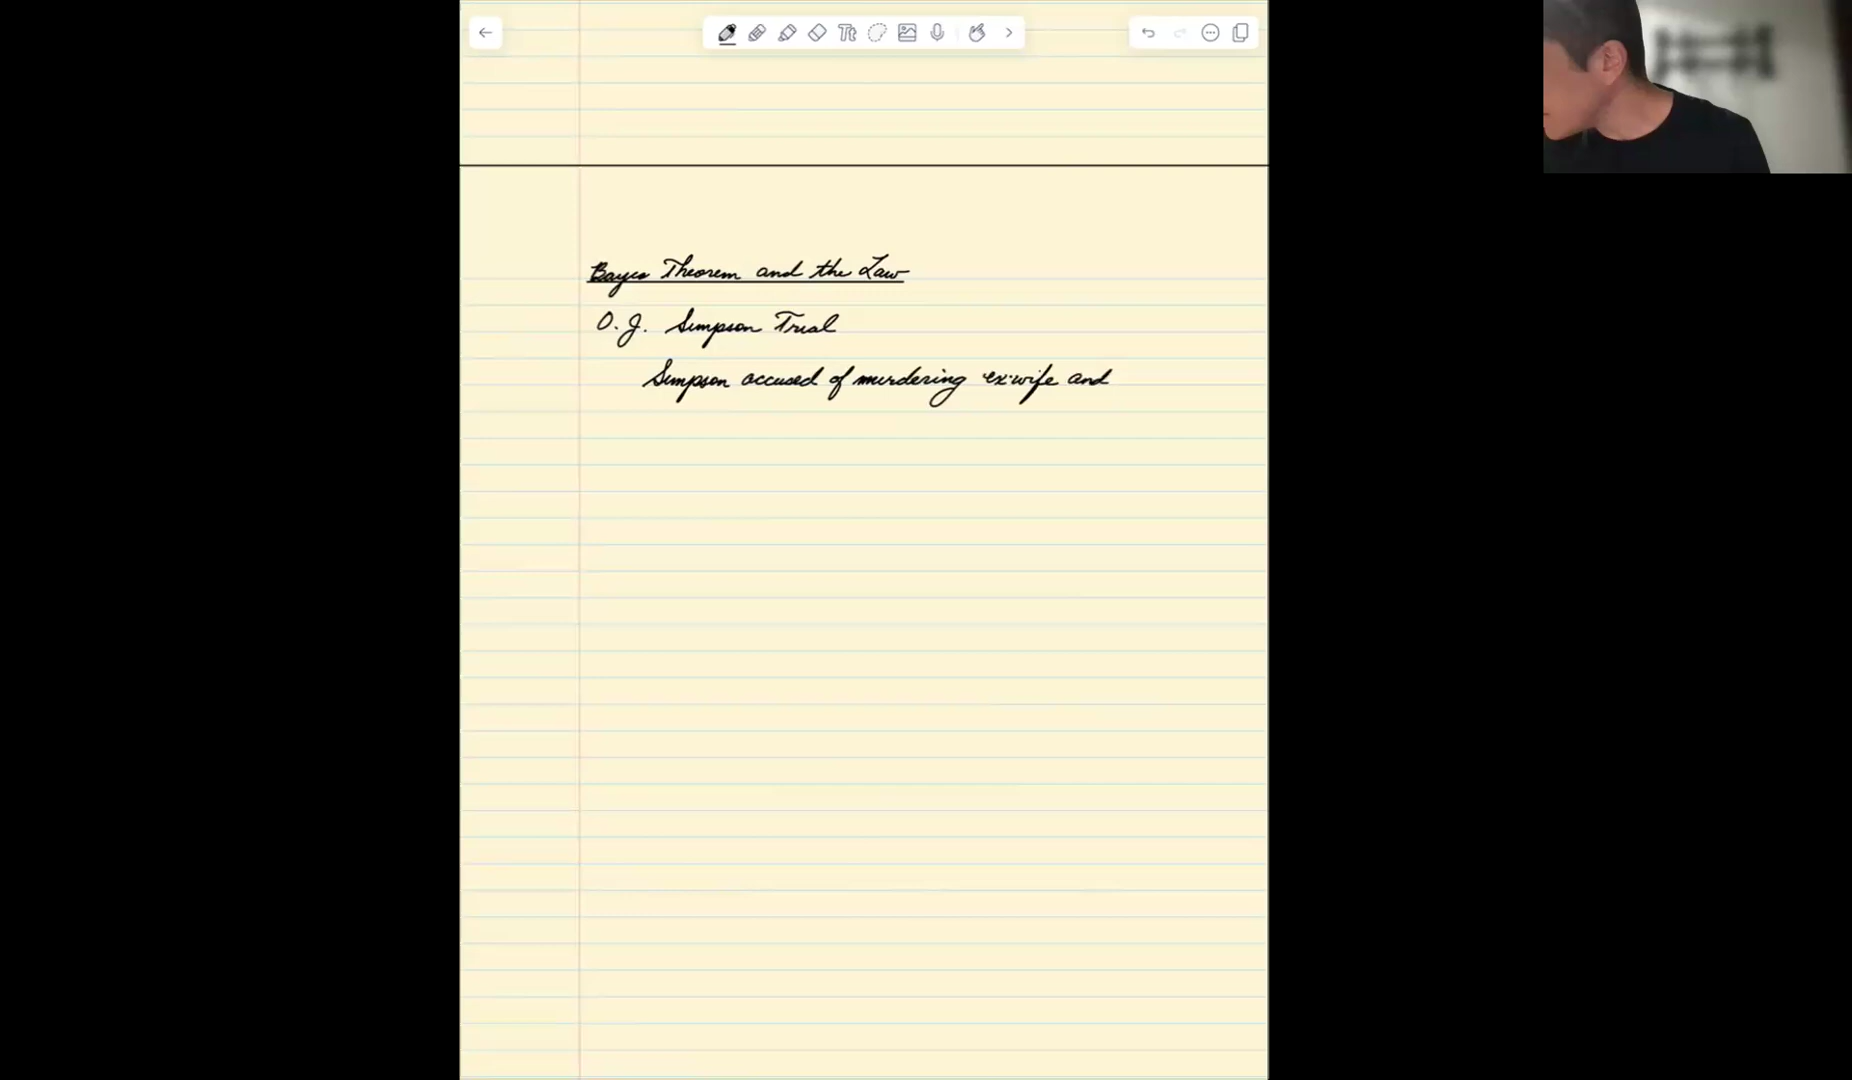 Bayes Theorem and the Law
O.J. Simpson Trial
Simpson accused of murdering ex-wife and